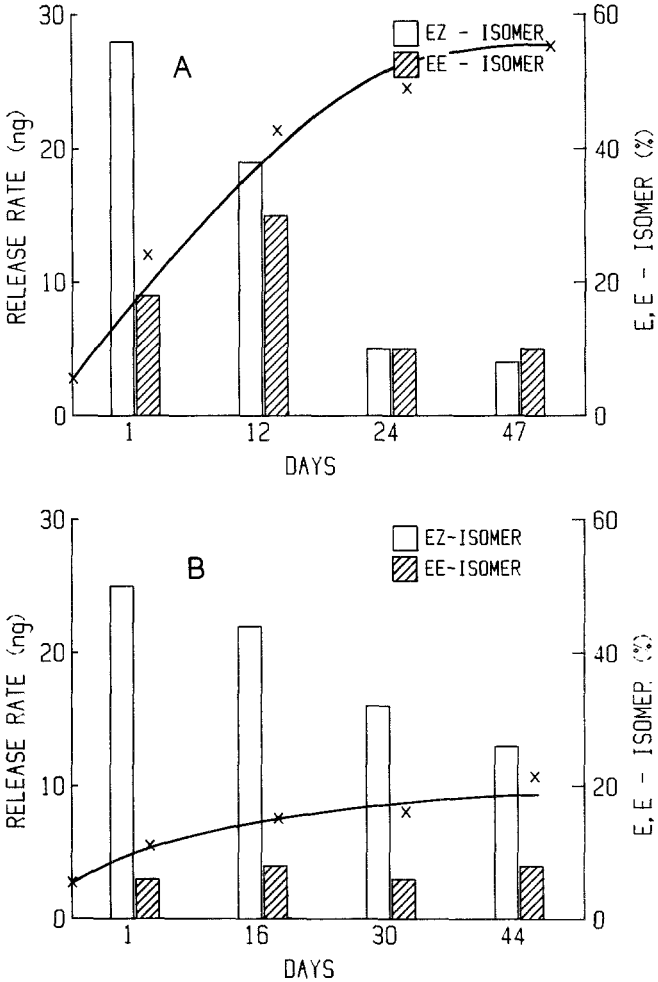 30
20
10
0
RELEASE RATE (ng)
A
EZ - ISOMER
EE - ISOMER
60
40
20
0
E,E - ISOMER (%)
1 12 24 47
DAYS
30
20
10
0
RELEASE RATE (ng)
B
EZ-ISOMER
EE-ISOMER
60
40
20
0
E,E - ISOMER (%)
1 16 30 44
DAYS